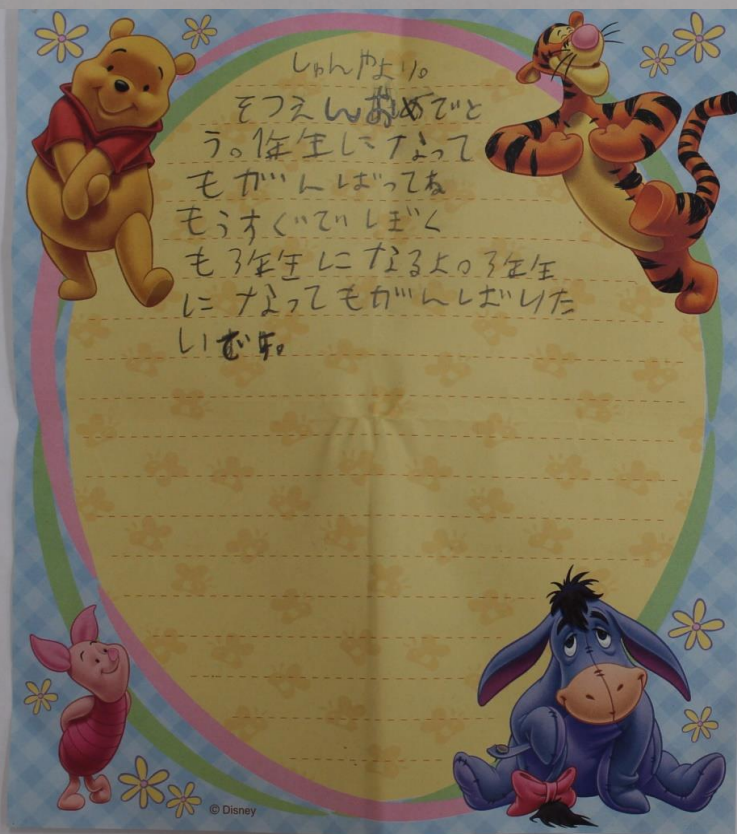 しゅんやより。
そつえんおめでと
う。1年生になって
もがんばってね
もうすぐでぼく
も3年生になるよ。3年生
になってもがんばりた
いよ。
© Disney